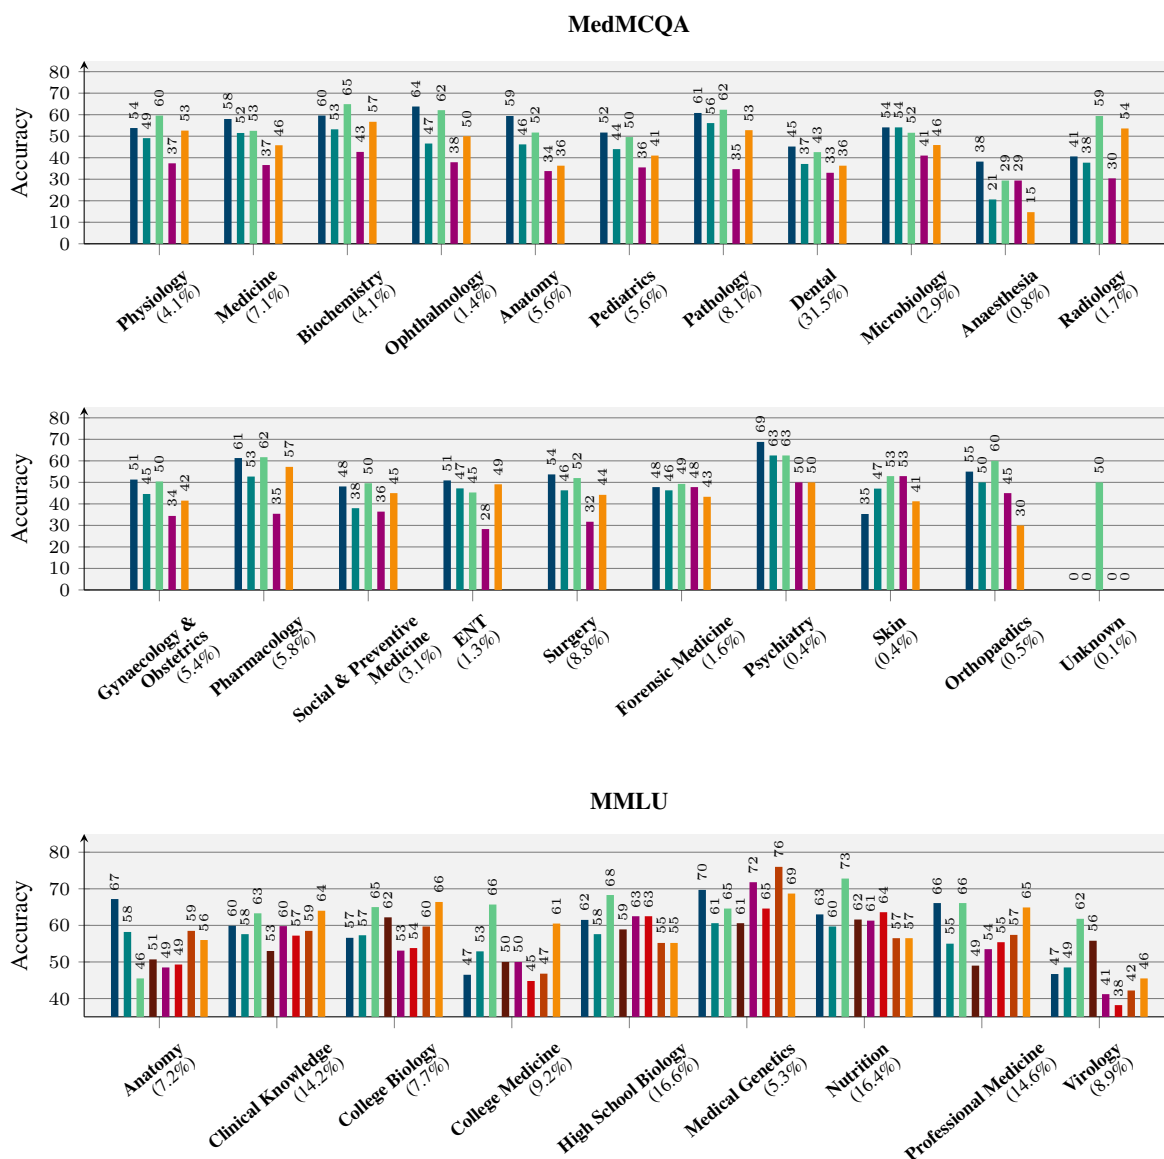 MedMCQA
Accuracy
80
70
60
50
40
30
20
10
0
54 49 60 37 53
58 52 53 37 46
60 53 65 43 57
64 47 62 38 50
59 46 52 34 36
52 44 50 36 41
61 56 62 35 53
45 37 43 33 36
54 54 52 41 46
38 21 29 29 15
41 38 59 30 54
Physiology
(4.1%)
Medicine
(7.1%)
Biochemistry
(4.1%)
Ophthalmology
(1.4%)
Anatomy
(5.6%)
Pediatrics
(5.6%)
Pathology
(8.1%)
Dental
(31.5%)
Microbiology
(2.9%)
Anaesthesia
(0.8%)
Radiology
(1.7%)
Accuracy
80
70
60
50
40
30
20
10
0
51 45 50 34 42
61 53 62 35 57
48 38 50 36 45
51 47 45 28 49
54 46 52 32 44
48 46 49 48 43
69 63 63 50 50
35 47 53 53 41
55 50 60 45 30
0 0 50 0 0
Gynaecology &
Obstetrics
(5.4%)
Pharmacology
(5.8%)
Social & Preventive
Medicine
(3.1%)
ENT
(1.3%)
Surgery
(8.8%)
Forensic Medicine
(1.6%)
Psychiatry
(0.4%)
Skin
(0.4%)
Orthopaedics
(0.5%)
Unknown
(0.1%)
MMLU
Accuracy
80
70
60
50
40
67 58 46 51 49 49 59 56
60 58 63 53 60 57 59 64
57 57 65 62 53 54 60 66
47 53 66 50 50 45 47 61
62 58 68 59 63 63 55 55
70 61 65 61 72 65 76 69
63 60 73 62 61 64 57 57
66 55 66 49 54 55 57 65
47 49 62 56 41 38 42 46
Anatomy
(7.2%)
Clinical Knowledge
(14.2%)
College Biology
(7.7%)
College Medicine
(9.2%)
High School Biology
(16.6%)
Medical Genetics
(5.3%)
Nutrition
(16.4%)
Professional Medicine
(14.6%)
Virology
(8.9%)